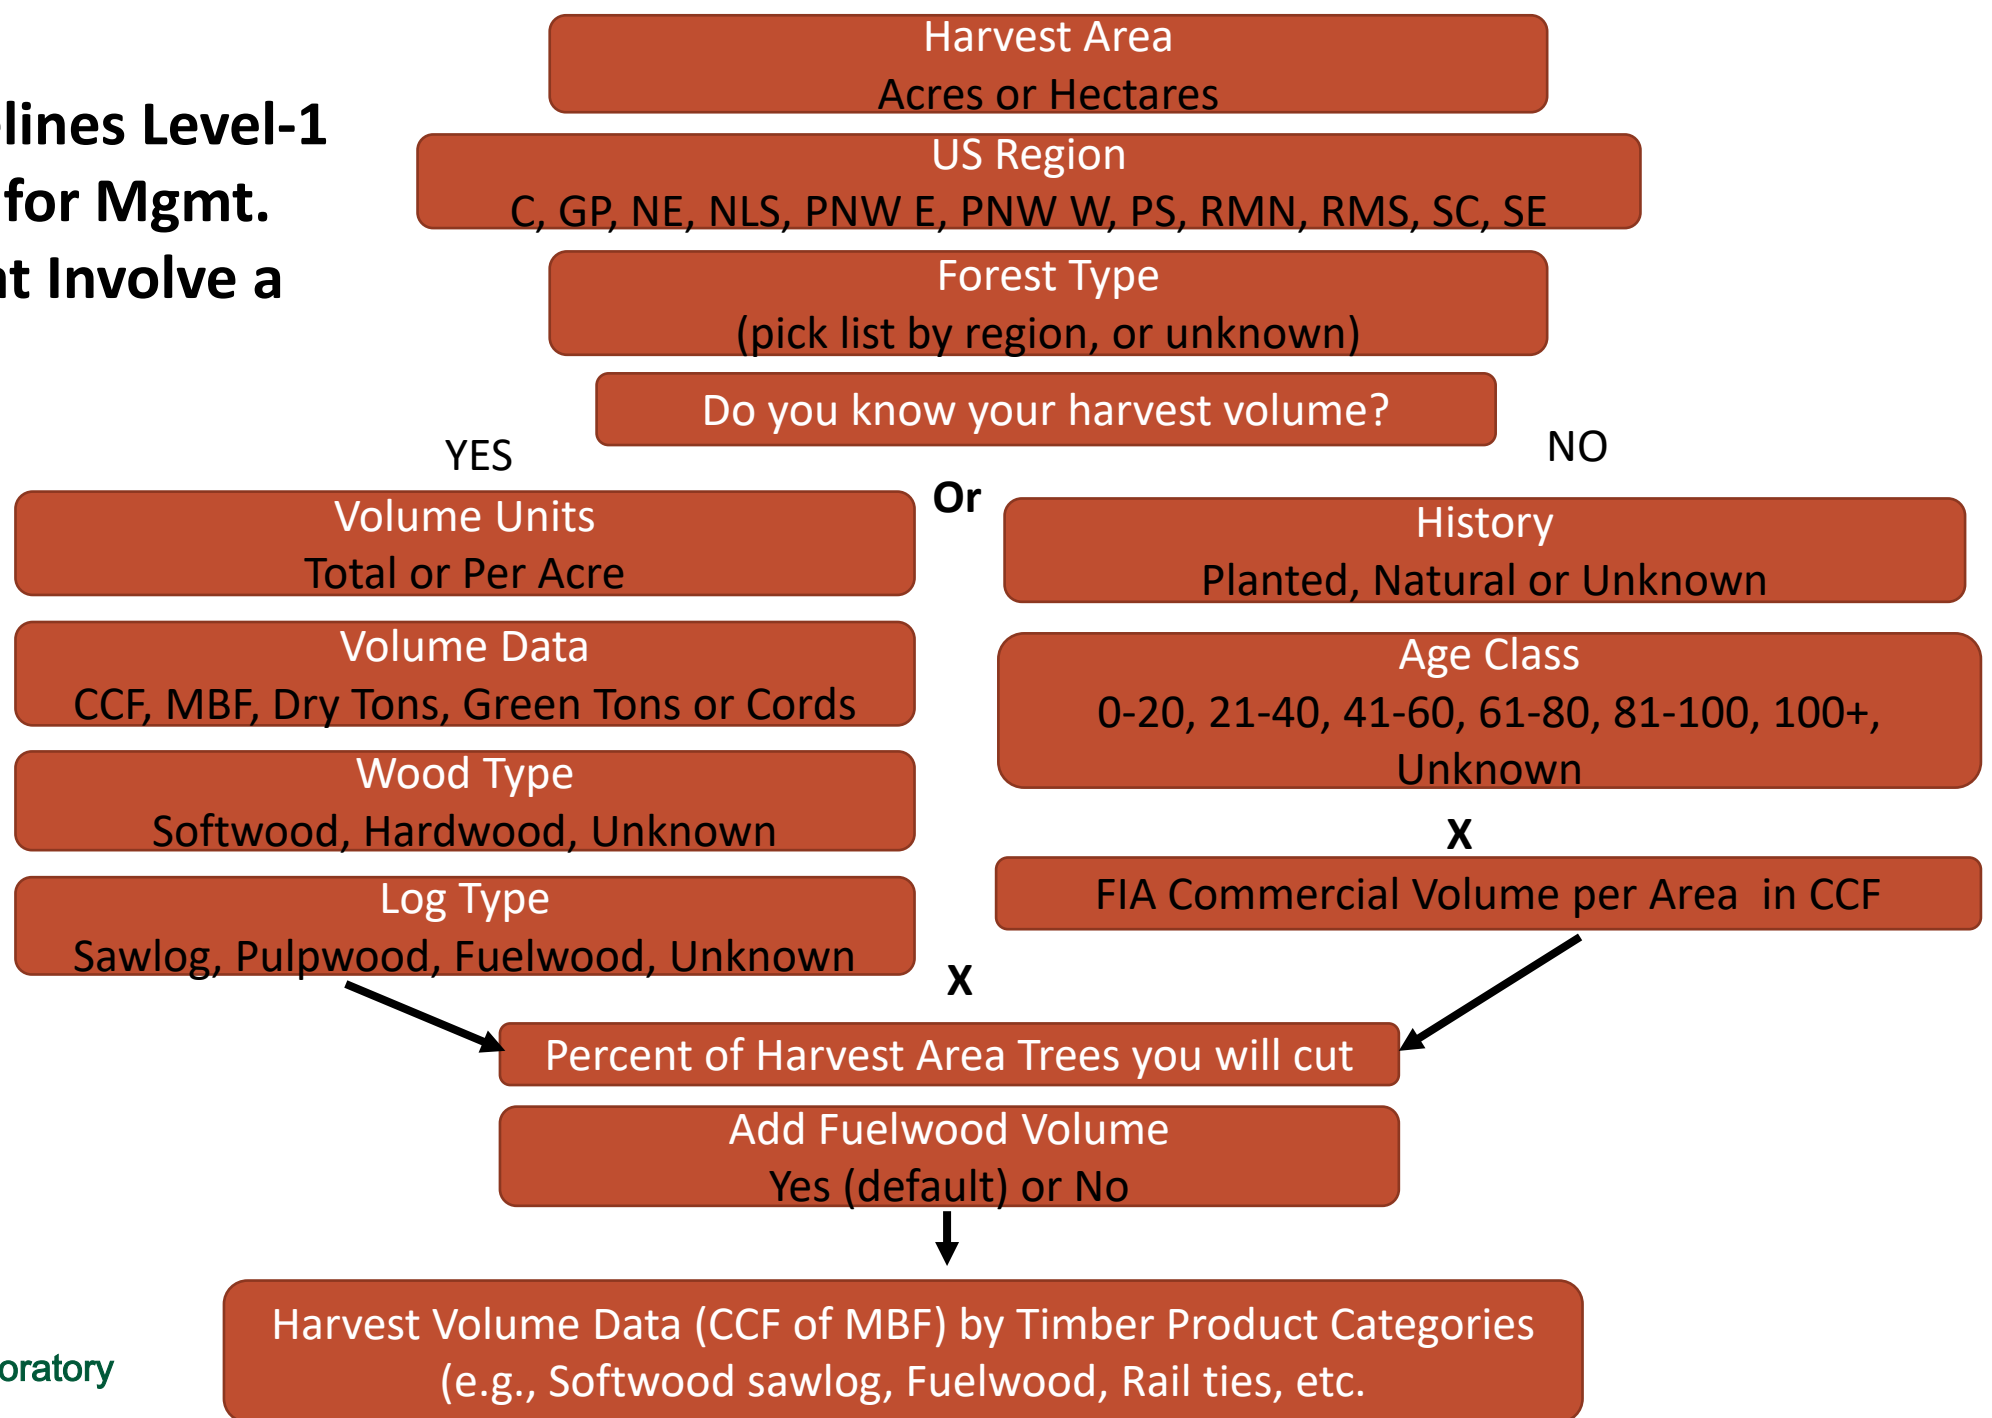 lines Level-1
for Mgmt.
t Involve a
Harvest Area
Acres or Hectares
US Region
C, GP, NE, NLS, PNW E, PNW W, PS, RMN, RMS, SC, SE
Forest Type
(pick list by region, or unknown)
Do you know your harvest volume?
YES
NO
Or
Volume Units
Total or Per Acre
Volume Data
CCF, MBF, Dry Tons, Green Tons or Cords
Wood Type
Softwood, Hardwood, Unknown
Log Type
Sawlog, Pulpwood, Fuelwood, Unknown
History
Planted, Natural or Unknown
Age Class
0-20, 21-40, 41-60, 61-80, 81-100, 100+,
Unknown
X
FIA Commercial Volume per Area in CCF
X
Percent of Harvest Area Trees you will cut
Add Fuelwood Volume
Yes (default) or No
Harvest Volume Data (CCF of MBF) by Timber Product Categories
(e.g., Softwood sawlog, Fuelwood, Rail ties, etc.
oratory